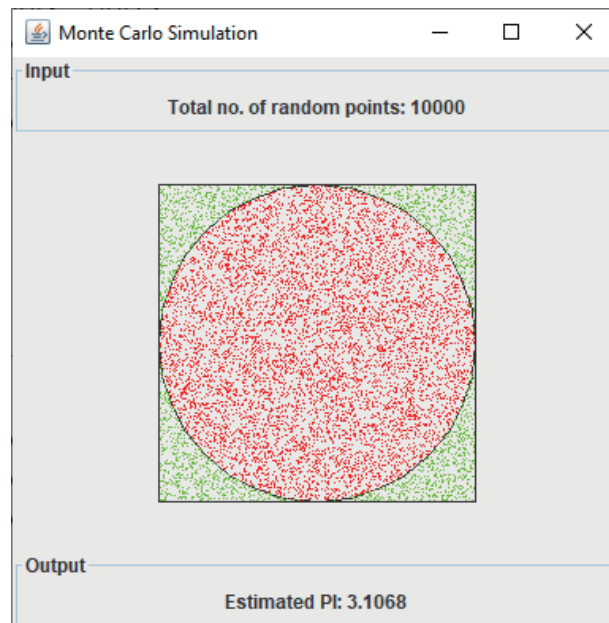 Monte Carlo Simulation
Input
Total no. of random points: 10000
Output
Estimated PI: 3.1068